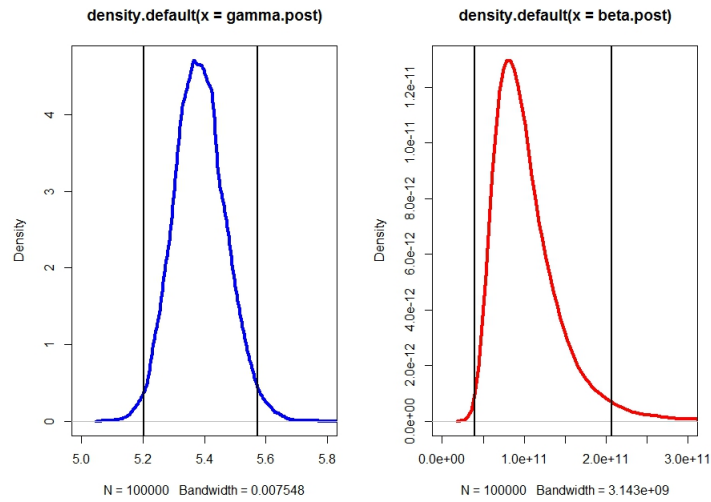 density.default(x = gamma.post)
Density
0
1
2
3
4
5.0
5.2
5.4
5.6
5.8
N = 100000 Bandwidth = 0.007548
density.default(x = beta.post)
Density
0.0e+00
2.0e-12
4.0e-12
6.0e-12
8.0e-12
1.0e-11
1.2e-11
0.0e+00
1.0e+11
2.0e+11
3.0e+11
N = 100000 Bandwidth = 3.143e+09